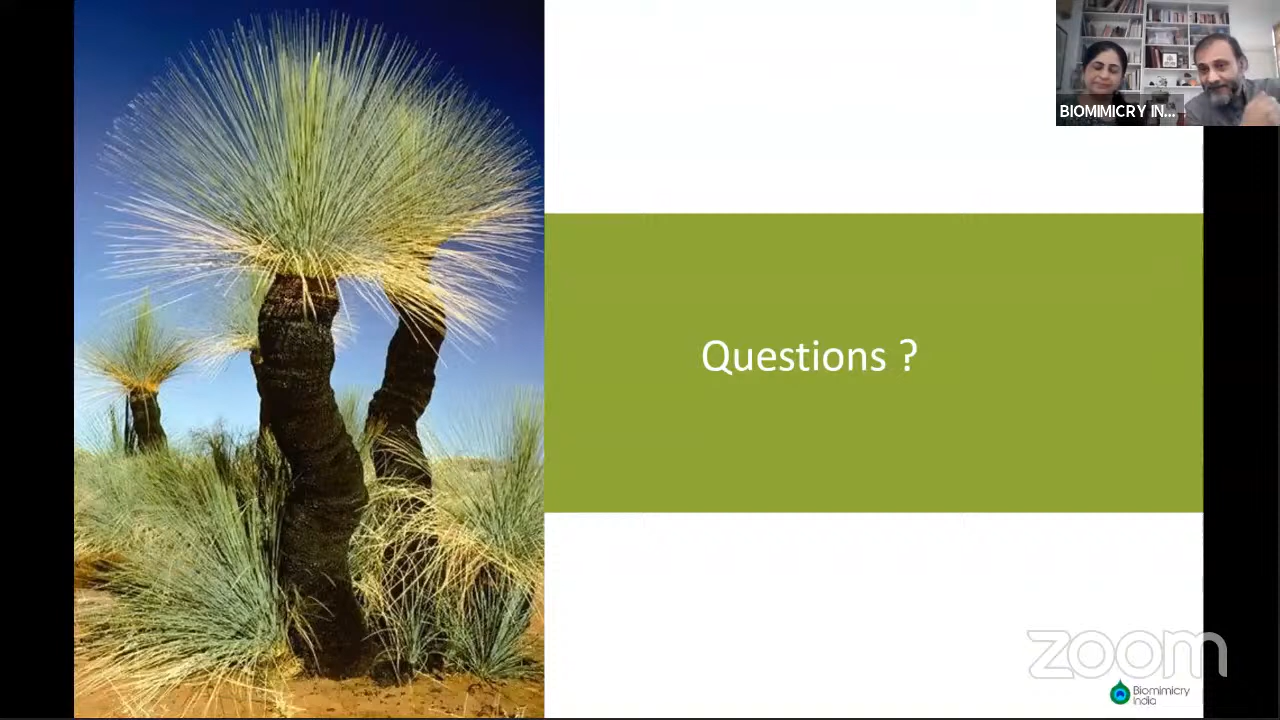 BIOMIMICRY IN...
Questions ?
zoom
Biomimicry
India